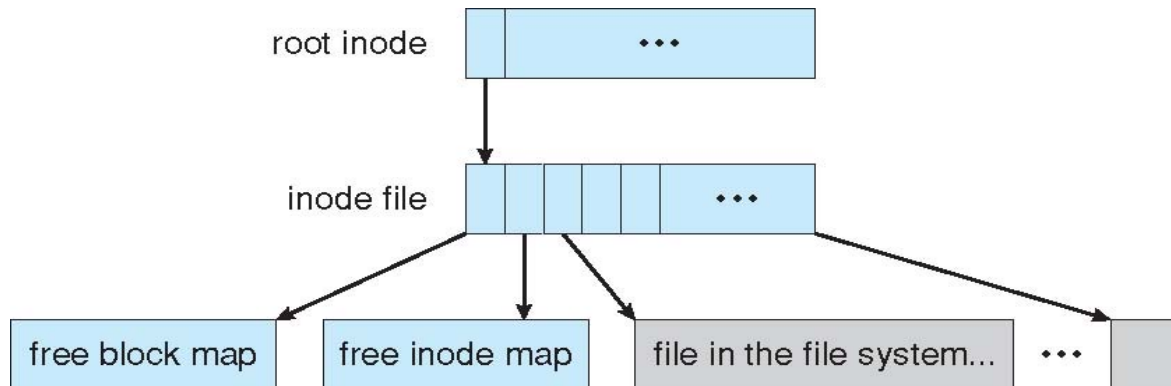 root inode
•••
inode file
•••
free block map
free inode map
file in the file system...
•••